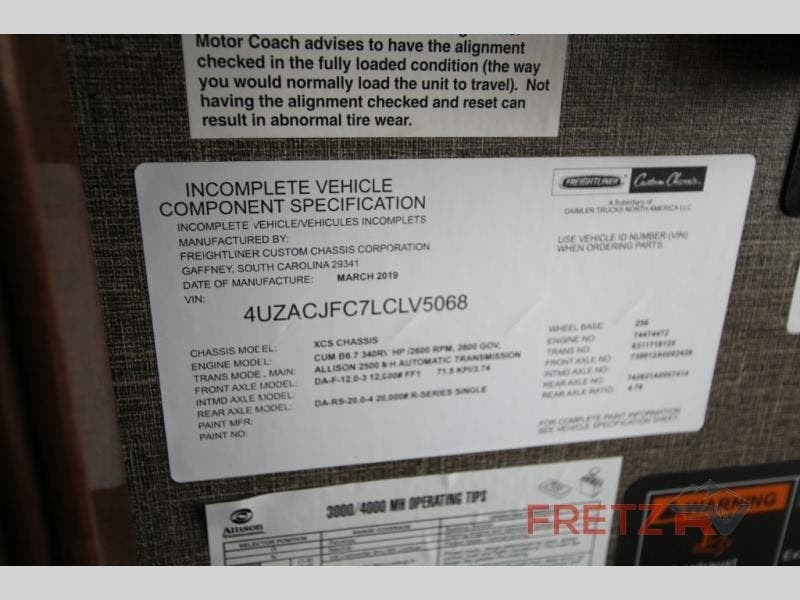 Motor Coach advises to have the alignment
checked in the fully loaded condition (the way
you would normally load the unit to travel). Not
having the alignment checked and reset can
result in abnormal tire wear.
INCOMPLETE VEHICLE
COMPONENT SPECIFICATION
INCOMPLETE VEHICLE/VEHICULES INCOMPLETS
MANUFACTURED BY:
FREIGHTLINER CUSTOM CHASSIS CORPORATION
GAFFNEY, SOUTH CAROLINA 29341
DATE OF MANUFACTURE: MARCH 2019
VIN:
4UZACJFC7LCLV5068
FREIGHTLINER Custom Chassis
A Subsidiary of
DAIMLER TRUCKS NORTH AMERICA LLC
USE VEHICLE ID NUMBER (VIN)
WHEN ORDERING PARTS.
CHASSIS MODEL: XCS CHASSIS
ENGINE MODEL: CUM B6.7 340RV HP /2600 RPM, 2600 GOV,
TRANS MODEL, MAIN: ALLISON 2500 MH AUTOMATIC TRANSMISSION
FRONT AXLE MODEL: DA-F-12.0-3 12,000# FF1 71.5 KPI/3.74
INTMD AXLE MODEL:
REAR AXLE MODEL: DA-RS-20.0-4 20,000# R-SERIES SINGLE
PAINT MFR:
PAINT NO:
WHEEL BASE: 256
ENGINE NO: 74474472
TRANS NO:
FRONT AXLE NO:
INTMD AXLE NO:
REAR AXLE NO:
REAR AXLE RATIO: 4.78
FOR COMPLETE PAINT INFORMATION
SEE VEHICLE SPECIFICATION SHEET.
Allison
3000/4000 MH OPERATING TIPS
SELECTOR POSITION
RANGE COVERAGE
WARNING
FRETZ RV